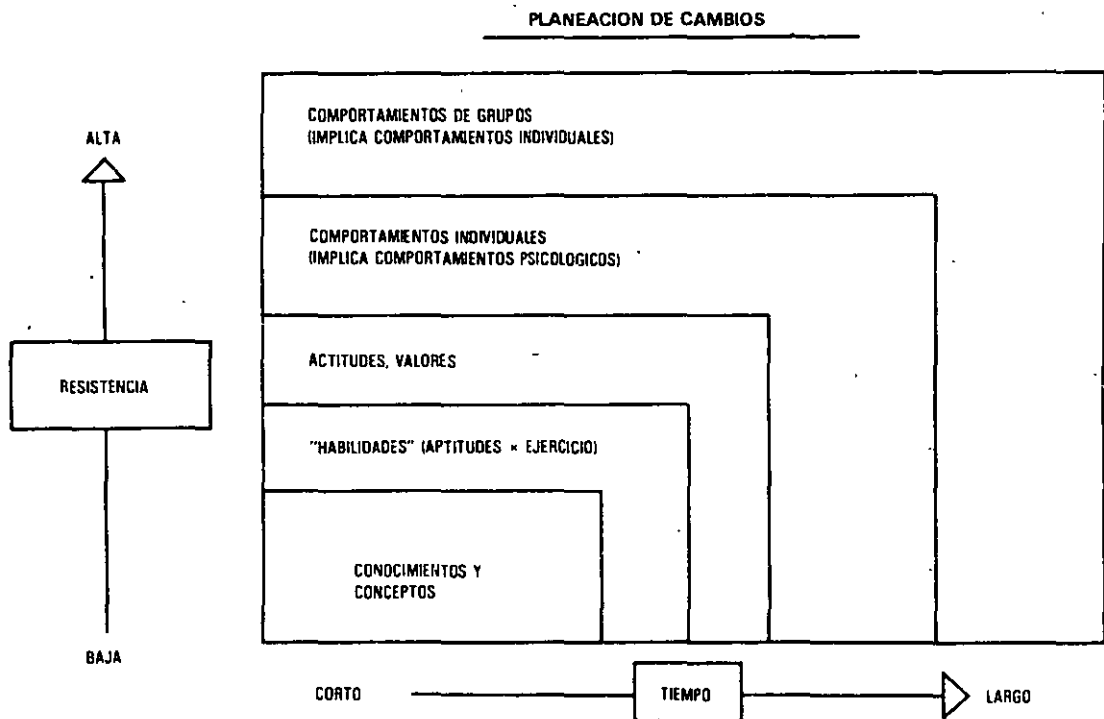 PLANEACION DE CAMBIOS
COMPORTAMIENTOS DE GRUPOS
(IMPLICA COMPORTAMIENTOS INDIVIDUALES)
ALTA
COMPORTAMIENTOS INDIVIDUALES
(IMPLICA COMPORTAMIENTOS PSICOLOGICOS)
ACTITUDES, VALORES
RESISTENCIA
"HABILIDADES" (APTITUDES × EJERCICIO)
CONOCIMIENTOS Y
CONCEPTOS
BAJA
CORTO
TIEMPO
LARGO